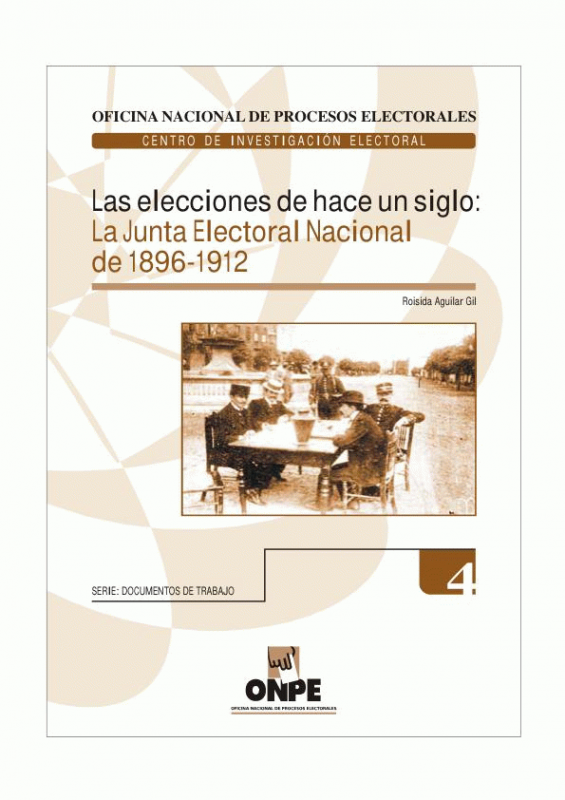 OFICINA NACIONAL DE PROCESOS ELECTORALES
CENTRO DE INVESTIGACIÓN ELECTORAL
Las elecciones de hace un siglo:
La Junta Electoral Nacional
de 1896-1912
Roisida Aguilar Gil
SERIE: DOCUMENTOS DE TRABAJO
4
ONPE
OFICINA NACIONAL DE PROCESOS ELECTORALES